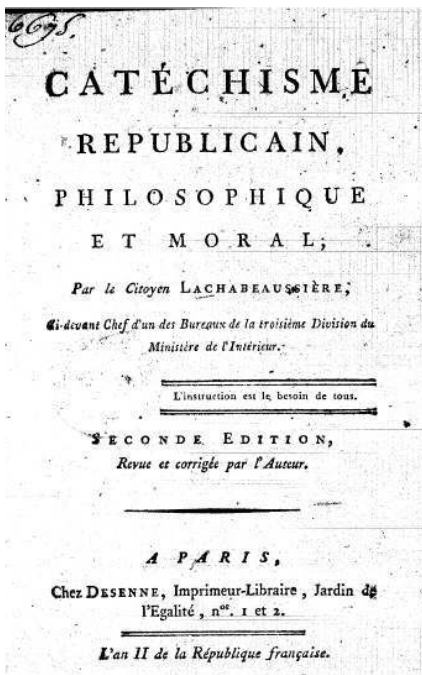 6695.
CATÉCHISME
REPUBLICAIN,
PHILOSOPHIQUE
ET MORAL;
Par le Citoyen LACHABEAUSSIÈRE,
Ci-devant Chef d'un des Bureaux de la troisième Division du
Ministère de l'Intérieur.
L'instruction est le besoin de tous.
SECONDE EDITION,
Revue et corrigée par l'Auteur.
A PARIS,
Chez DESENNE, Imprimeur-Libraire, Jardin de
l'Egalité, nos. 1 et 2.
L'an II de la République française.